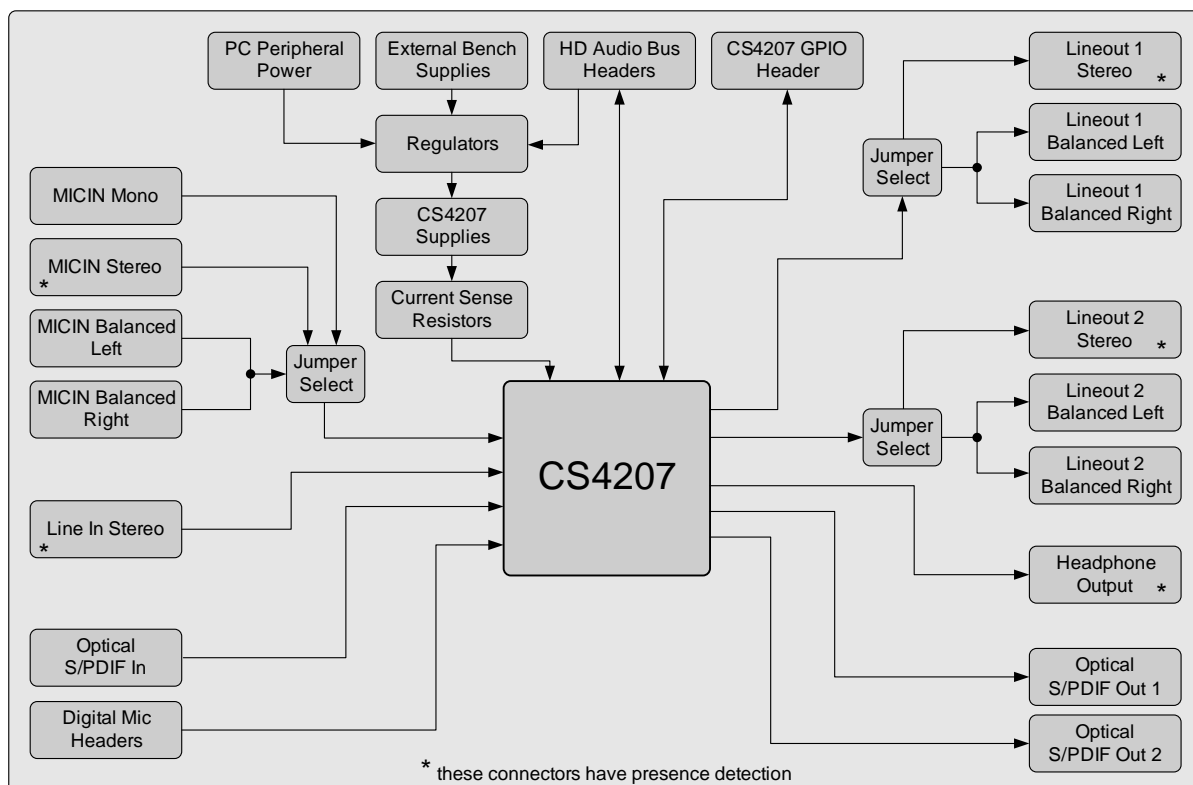 PC Peripheral
Power
External Bench
Supplies
HD Audio Bus
Headers
CS4207 GPIO
Header
Lineout 1
Stereo *
Regulators
Lineout 1
Balanced Left
Jumper
Select
Lineout 1
Balanced Right
MICIN Mono
CS4207
Supplies
MICIN Stereo
*
Current Sense
Resistors
MICIN Balanced
Left
Jumper
Select
MICIN Balanced
Right
Lineout 2
Stereo *
Lineout 2
Balanced Left
Jumper
Select
Lineout 2
Balanced Right
CS4207
Line In Stereo
*
Headphone
Output *
Optical
S/PDIF In
Optical
S/PDIF Out 1
Digital Mic
Headers
Optical
S/PDIF Out 2
* these connectors have presence detection